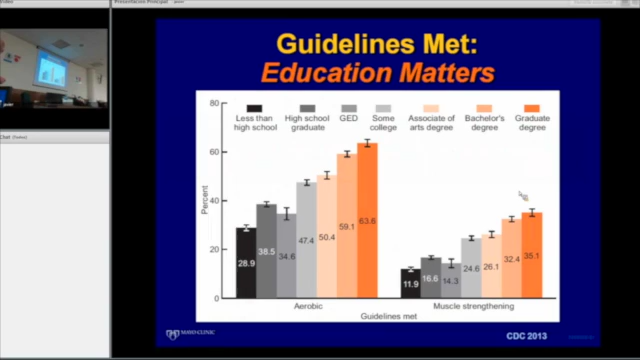 Video
Presentacion Principal
Guidelines Met:
Education Matters
80
60
40
20
0
Percent
Less than
high school
High school
graduate
GED
Some
college
Associate of
arts degree
Bachelor's
degree
Graduate
degree
28.9
38.5
34.6
47.4
50.4
59.1
63.6
11.9
16.6
14.3
24.6
26.1
32.4
35.1
Aerobic
Muscle strengthening
Guidelines met
MAYO CLINIC
CDC 2013
Chat